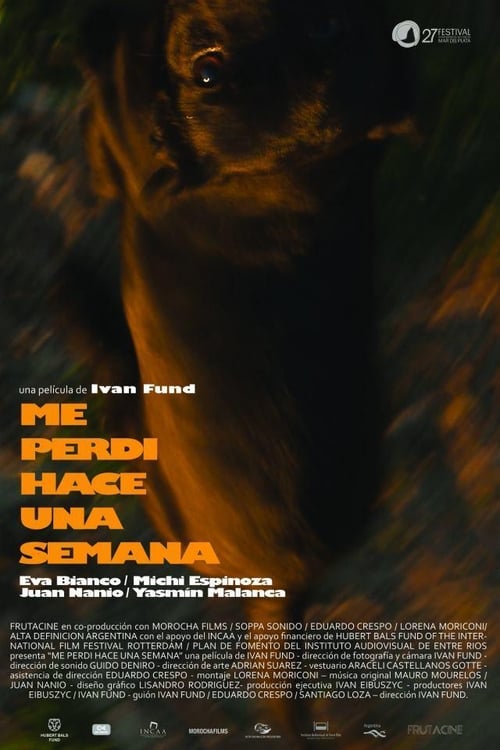 27 FESTIVAL
MAR DEL PLATA
una película de Ivan Fund
ME
PERDI
HACE
UNA
SEMANA
Eva Bianco / Michi Espinoza
Juan Nanio / Yasmín Malanca
FRUTACINE en co-producción con MOROCHA FILMS / SOPPA SONIDO / EDUARDO CRESPO / LORENA MORICONI/
ALTA DEFINICION ARGENTINA con el apoyo del INCAA y el apoyo financiero de HUBERT BALS FUND OF THE INTER-
NATIONAL FILM FESTIVAL ROTTERDAM / PLAN DE FOMENTO DEL INSTITUTO AUDIOVISUAL DE ENTRE RIOS
presenta "ME PERDI HACE UNA SEMANA" una película de IVAN FUND - dirección de fotografía y cámara IVAN FUND -
dirección de sonido GUIDO DENIRO - dirección de arte ADRIAN SUAREZ - vestuario ARACELI CASTELLANOS GOTTE -
asistencia de dirección EDUARDO CRESPO - montaje LORENA MORICONI – música original MAURO MOURELOS /
JUAN NANIO - diseño gráfico LISANDRO RODRIGUEZ- producción ejecutiva IVAN EIBUSZYC - productores IVAN
EIBUSZYC / IVAN FUND - guión IVAN FUND / EDUARDO CRESPO / SANTIAGO LOZA – dirección IVAN FUND.
HUBERT BALS
FUND
INCAA
MOROCHAFILMS
Argentina
FRUTACINE